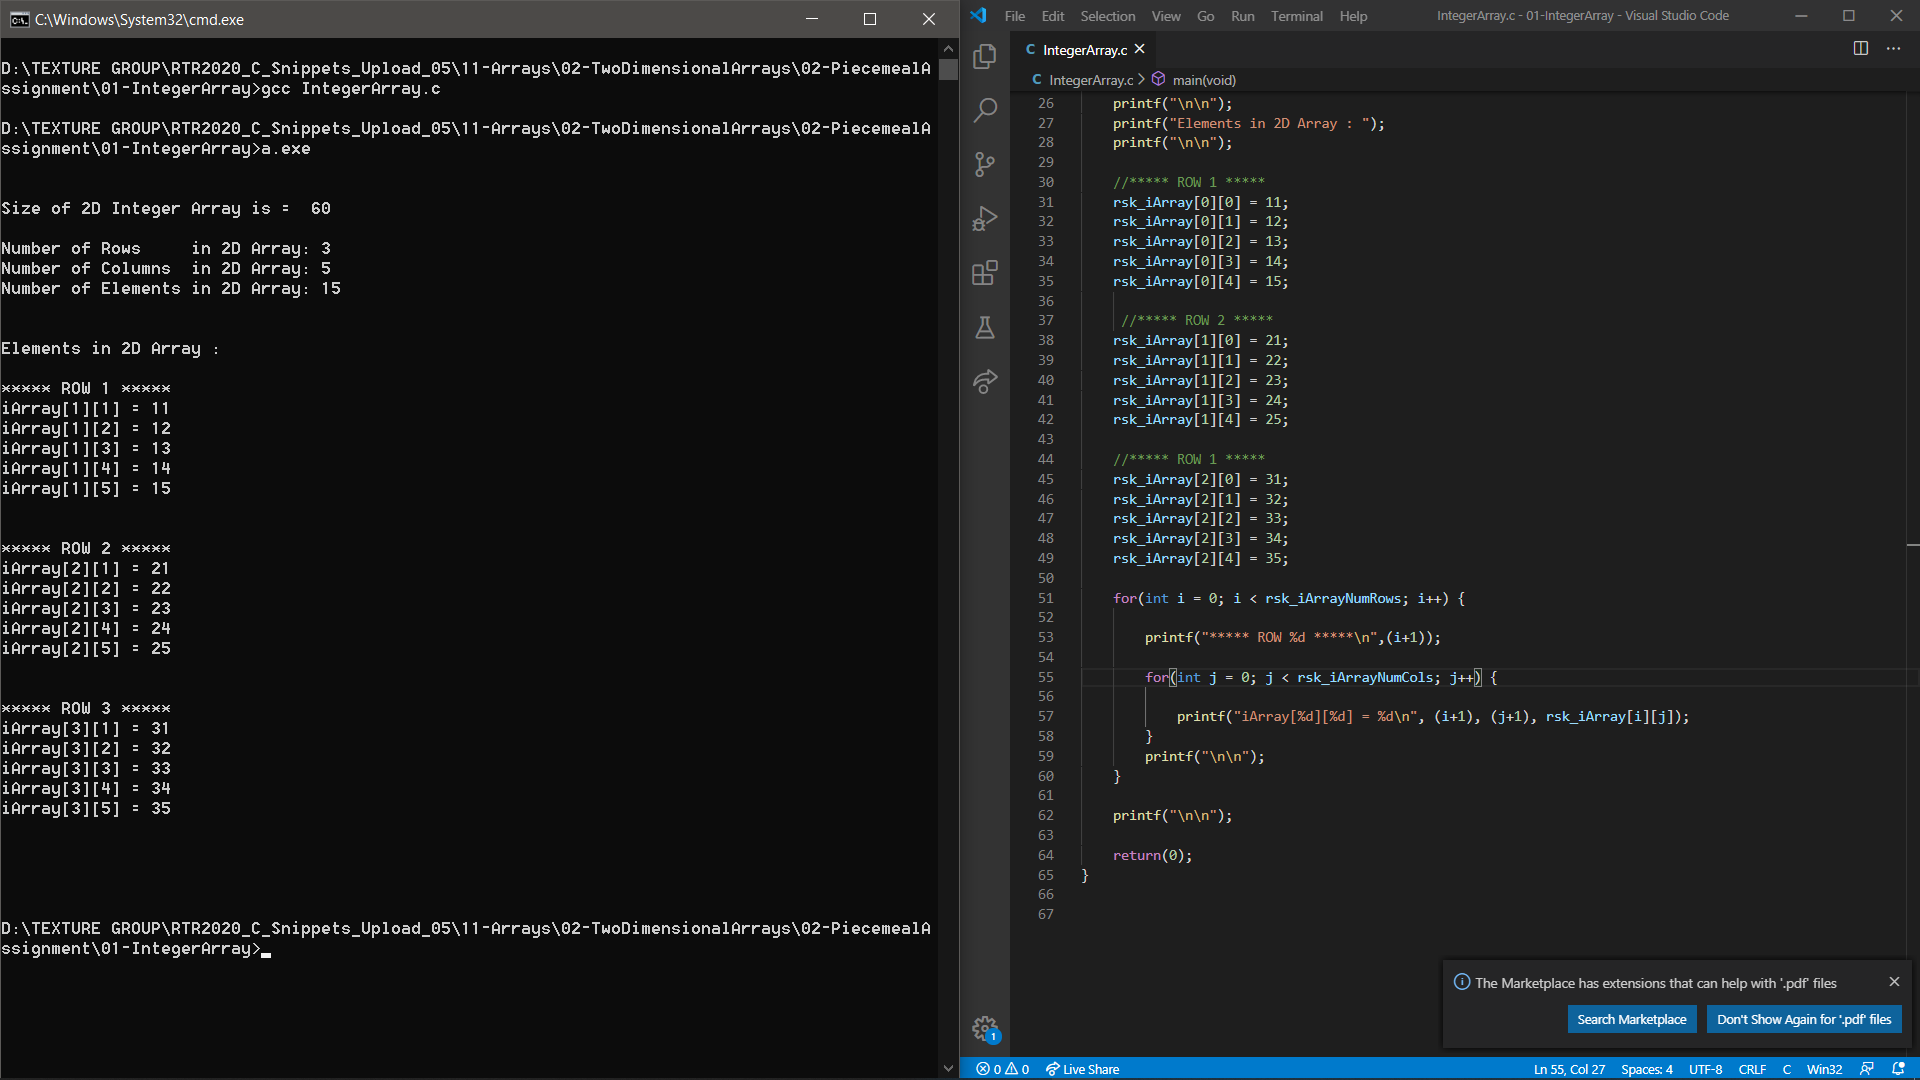 C:\Windows\System32\cmd.exe
D:\TEXTURE GROUP\RTR2020_C_Snippets_Upload_05\11-Arrays\02-TwoDimensionalArrays\02-PiecemealA
ssignment\01-IntegerArray>gcc IntegerArray.c
D:\TEXTURE GROUP\RTR2020_C_Snippets_Upload_05\11-Arrays\02-TwoDimensionalArrays\02-PiecemealA
ssignment\01-IntegerArray>a.exe
Size of 2D Integer Array is =  60
Number of Rows     in 2D Array: 3
Number of Columns  in 2D Array: 5
Number of Elements in 2D Array: 15
Elements in 2D Array :
***** ROW 1 *****
iArray[1][1] = 11
iArray[1][2] = 12
iArray[1][3] = 13
iArray[1][4] = 14
iArray[1][5] = 15
***** ROW 2 *****
iArray[2][1] = 21
iArray[2][2] = 22
iArray[2][3] = 23
iArray[2][4] = 24
iArray[2][5] = 25
***** ROW 3 *****
iArray[3][1] = 31
iArray[3][2] = 32
iArray[3][3] = 33
iArray[3][4] = 34
iArray[3][5] = 35
D:\TEXTURE GROUP\RTR2020_C_Snippets_Upload_05\11-Arrays\02-TwoDimensionalArrays\02-PiecemealA
ssignment\01-IntegerArray>
File Edit Selection View Go Run Terminal Help IntegerArray.c - 01-IntegerArray - Visual Studio Code
C IntegerArray.c
C IntegerArray.c > main(void)
26 printf("\n\n");
27 printf("Elements in 2D Array : ");
28 printf("\n\n");
29
30 //***** ROW 1 *****
31 rsk_iArray[0][0] = 11;
32 rsk_iArray[0][1] = 12;
33 rsk_iArray[0][2] = 13;
34 rsk_iArray[0][3] = 14;
35 rsk_iArray[0][4] = 15;
36
37 //***** ROW 2 *****
38 rsk_iArray[1][0] = 21;
39 rsk_iArray[1][1] = 22;
40 rsk_iArray[1][2] = 23;
41 rsk_iArray[1][3] = 24;
42 rsk_iArray[1][4] = 25;
43
44 //***** ROW 1 *****
45 rsk_iArray[2][0] = 31;
46 rsk_iArray[2][1] = 32;
47 rsk_iArray[2][2] = 33;
48 rsk_iArray[2][3] = 34;
49 rsk_iArray[2][4] = 35;
50
51 for(int i = 0; i < rsk_iArrayNumRows; i++) {
52
53 printf("***** ROW %d *****\n",(i+1));
54
55 for(int j = 0; j < rsk_iArrayNumCols; j++) {
56
57 printf("iArray[%d][%d] = %d\n", (i+1), (j+1), rsk_iArray[i][j]);
58 }
59 printf("\n\n");
60 }
61
62 printf("\n\n");
63
64 return(0);
65 }
66
67
The Marketplace has extensions that can help with '.pdf' files
Search Marketplace Don't Show Again for '.pdf' files
1
0 0 Live Share Ln 55, Col 27 Spaces: 4 UTF-8 CRLF C Win32